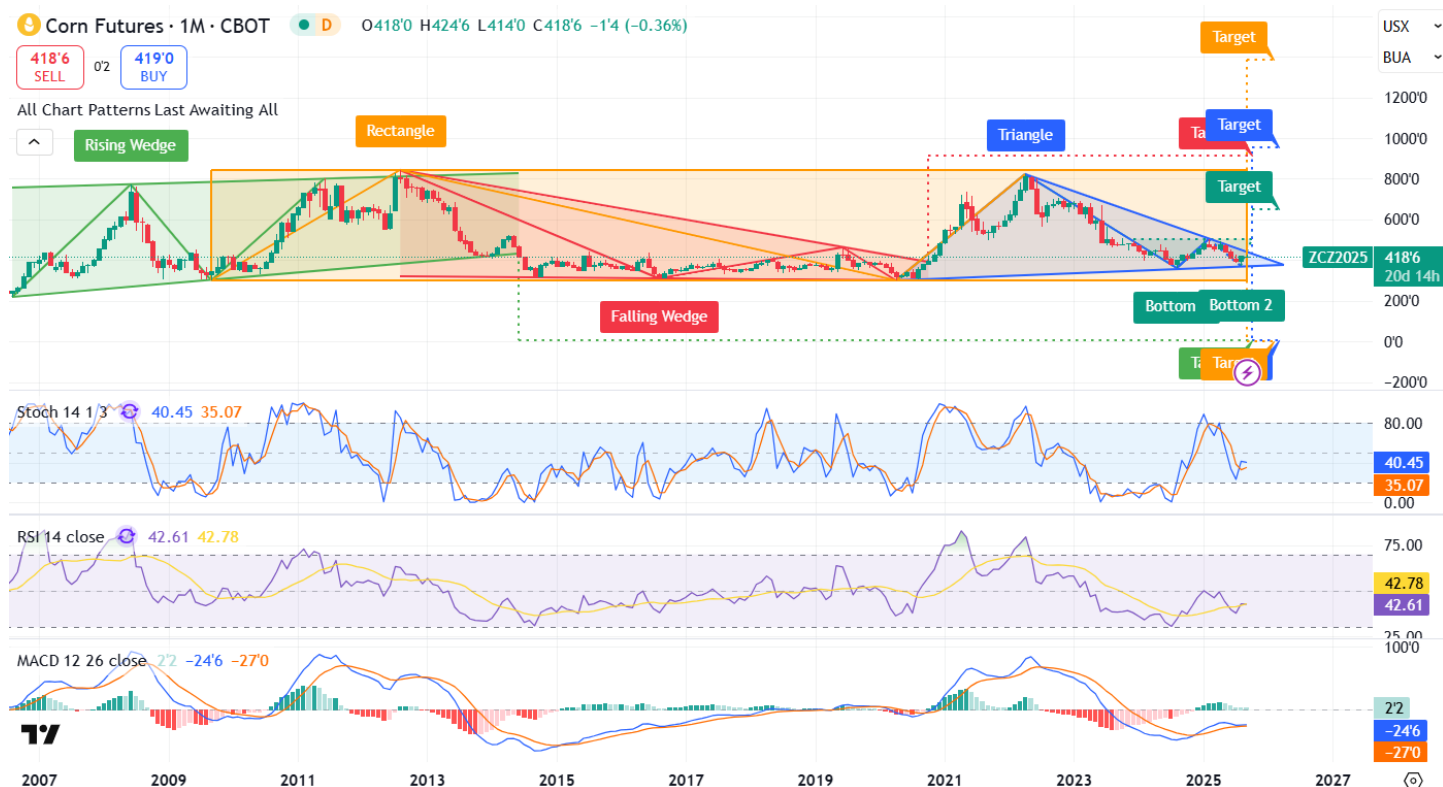 Corn Futures · 1M · CBOT D O418'0 H424'6 L414'0 C418'6 −1'4 (−0.36%)
USX
418'6
SELL
0'2
419'0
BUY
BUA
All Chart Patterns Last Awaiting All
Target
Rising Wedge
Rectangle
Triangle
Target
Target
Falling Wedge
Bottom
Bottom 2
1200'0
1000'0
800'0
600'0
ZCZ2025
418'6
20d 14h
200'0
0'0
−200'0
Stoch 14 1 3 40.45 35.07
80.00
40.45
35.07
0.00
RSI 14 close 42.61 42.78
75.00
42.78
42.61
25.00
MACD 12 26 close 2'2 −24'6 −27'0
100'0
2'2
−24'6
−27'0
2007 2009 2011 2013 2015 2017 2019 2021 2023 2025 2027